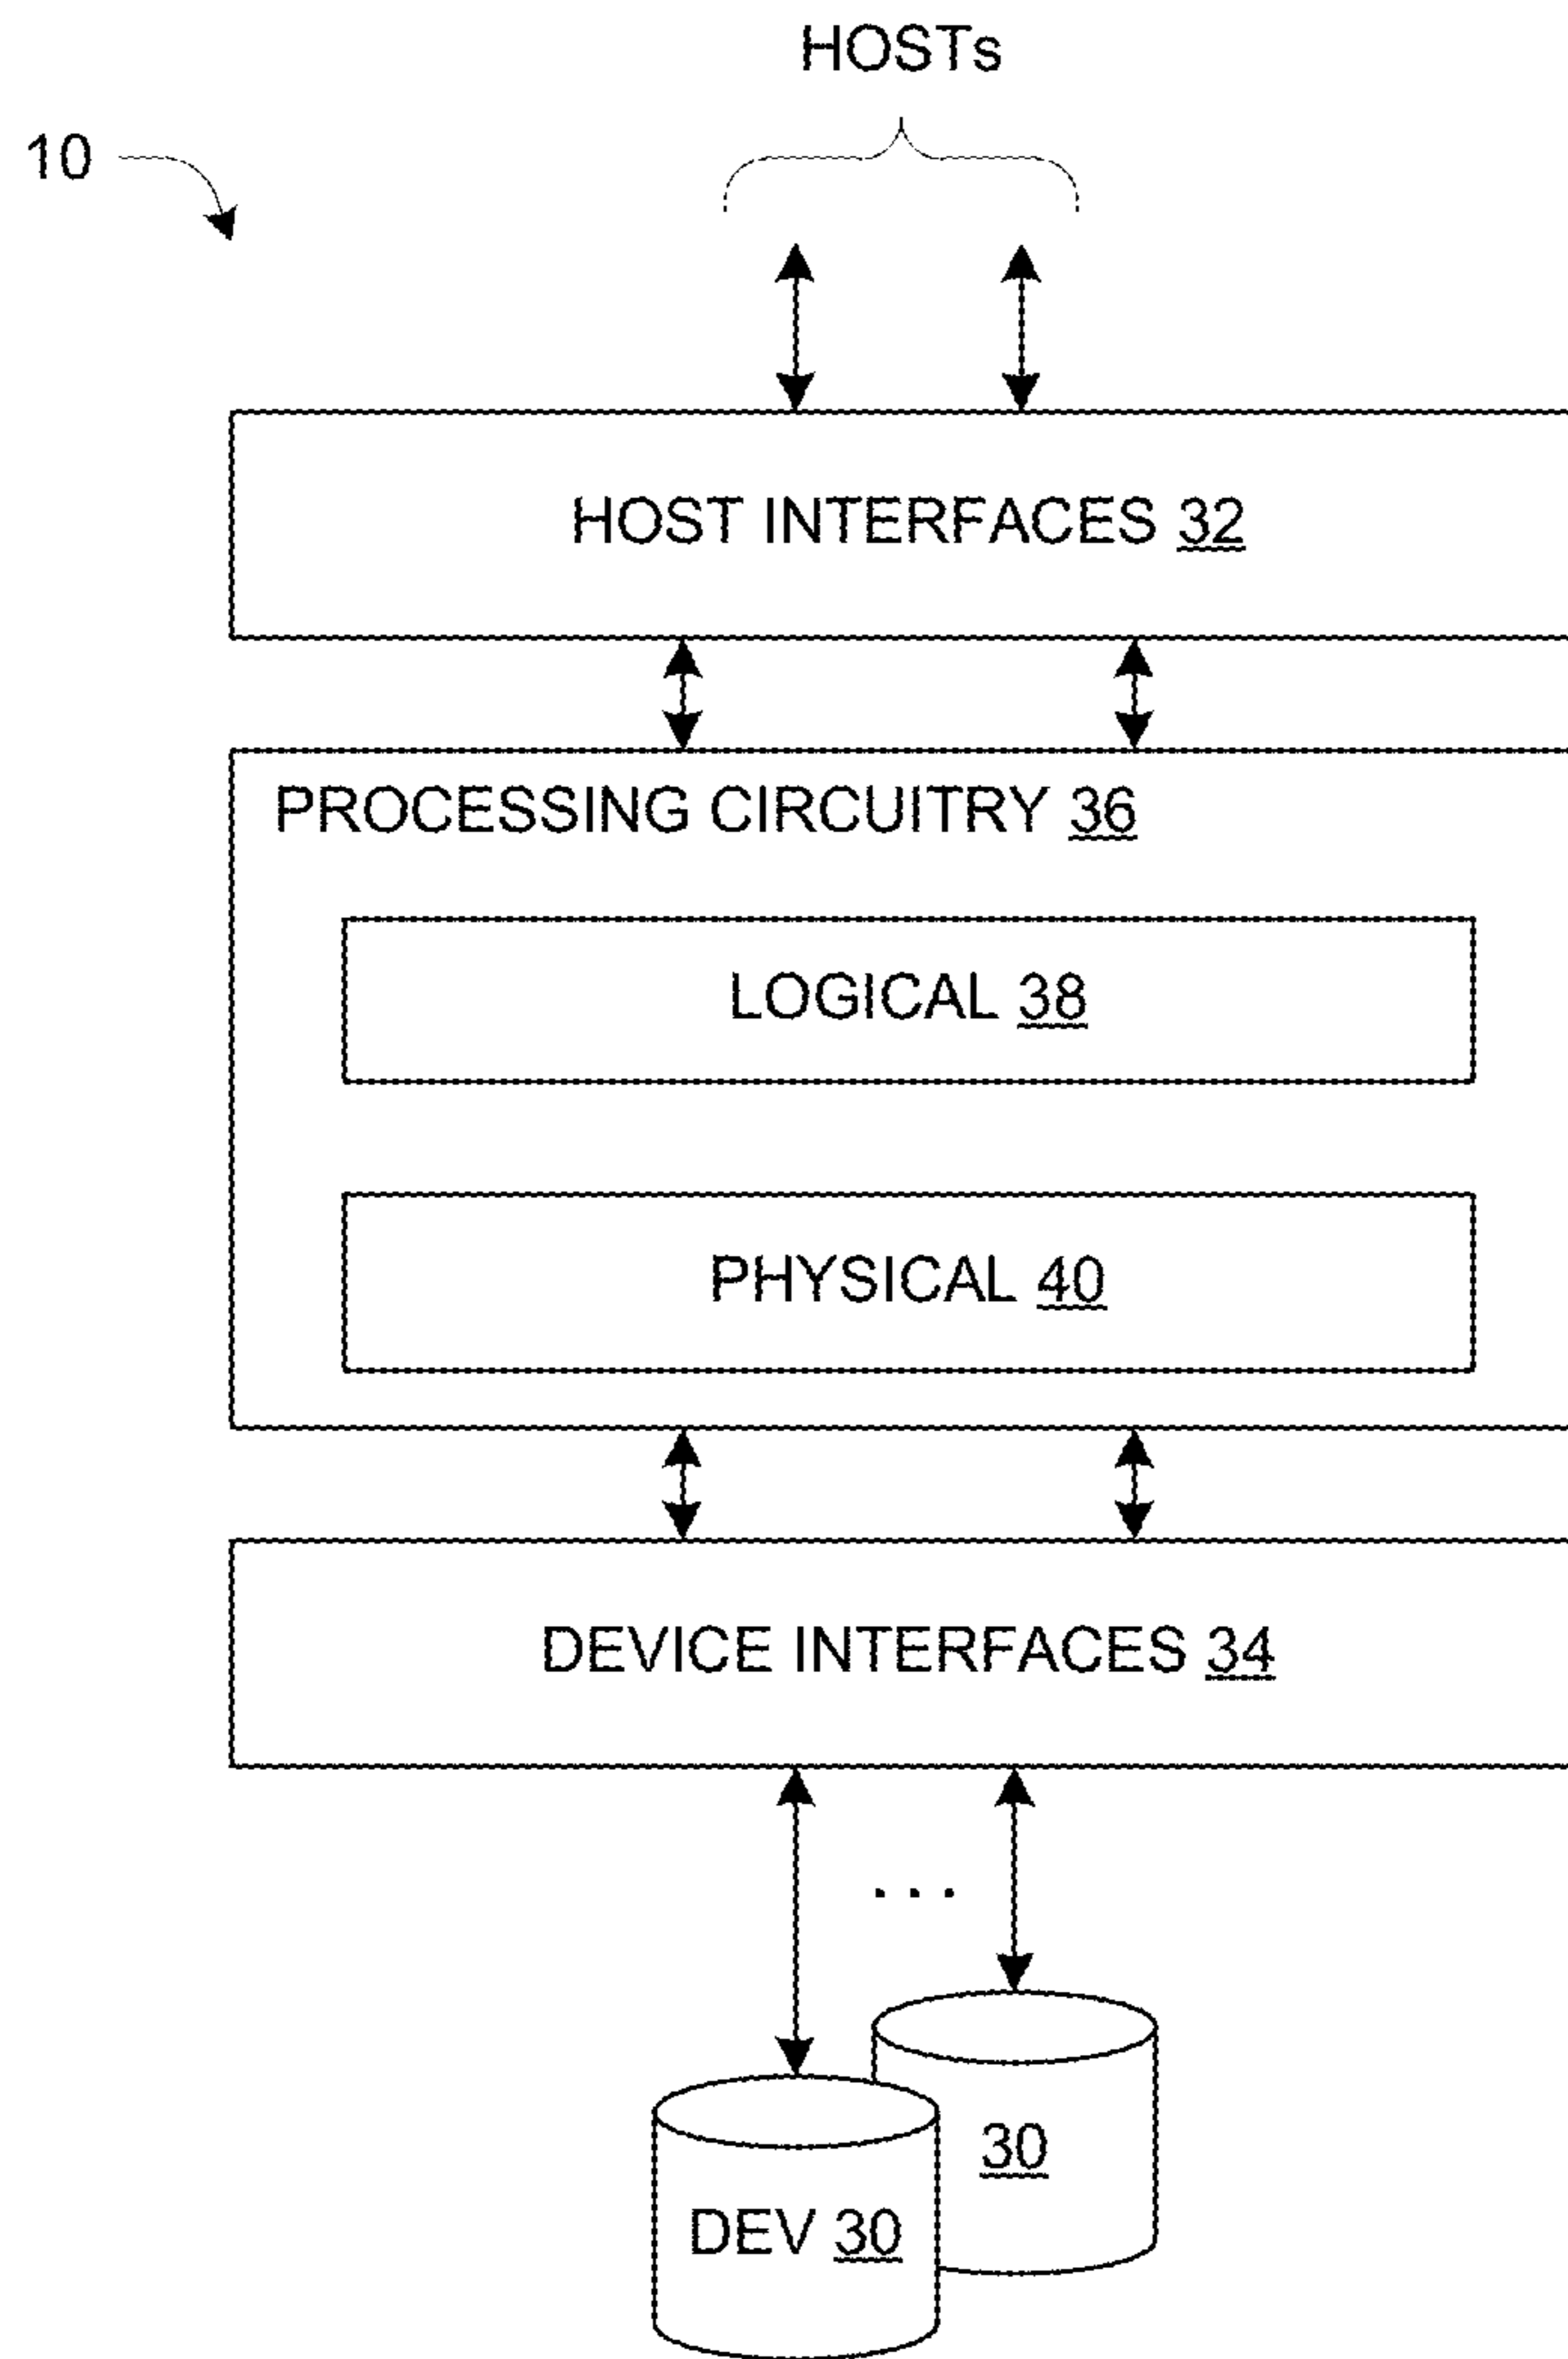 HOSTs
10
HOST INTERFACES 32
PROCESSING CIRCUITRY 36
LOGICAL 38
PHYSICAL 40
DEVICE INTERFACES 34
. . .
30
DEV 30